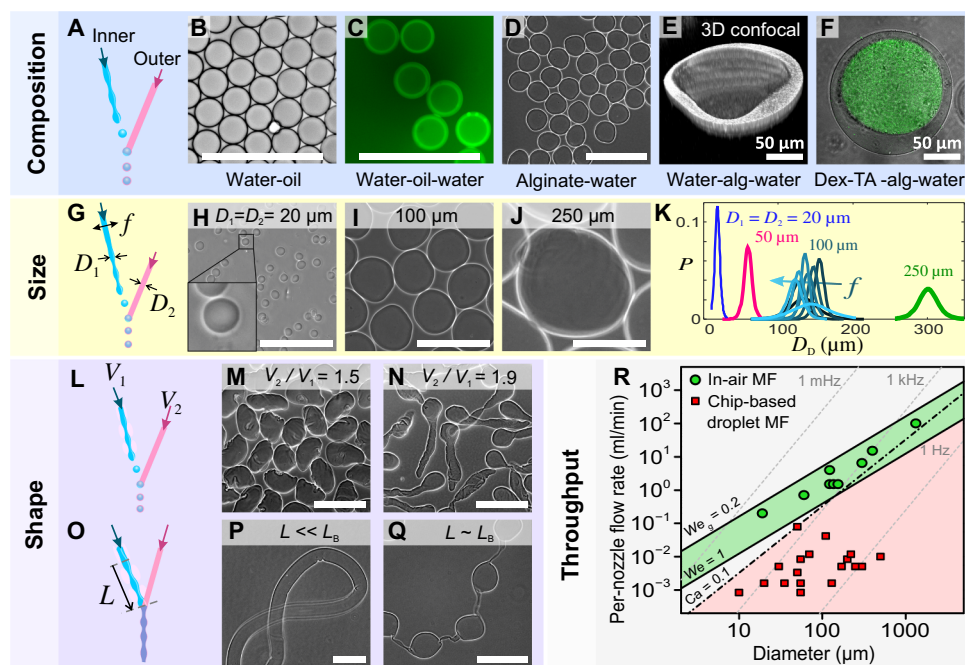 Composition
A
Inner
Outer
B
Water-oil
C
Water-oil-water
D
Alginate-water
E
3D confocal
50 µm
Water-alg-water
F
50 µm
Dex-TA -alg-water
Size
G
f
D₁
D₂
H
D₁=D₂= 20 µm
I
100 µm
J
250 µm
K
0.1
P
0
D₁ = D₂ = 20 µm
50 µm
100 µm
f
250 µm
0 100 200 300
D_D (µm)
Shape
L
V₁
V₂
M
V₂ / V₁ = 1.5
N
V₂ / V₁ = 1.9
O
L
P
L << L_B
Q
L ~ L_B
Throughput
R
In-air MF
Chip-based
droplet MF
1 mHz
1 kHz
1 Hz
We_g = 0.2
We = 1
Ca = 0.1
Per-nozzle flow rate (ml/min)
10³
10²
10¹
10⁰
10⁻¹
10⁻²
10⁻³
10 100 1000
Diameter (µm)